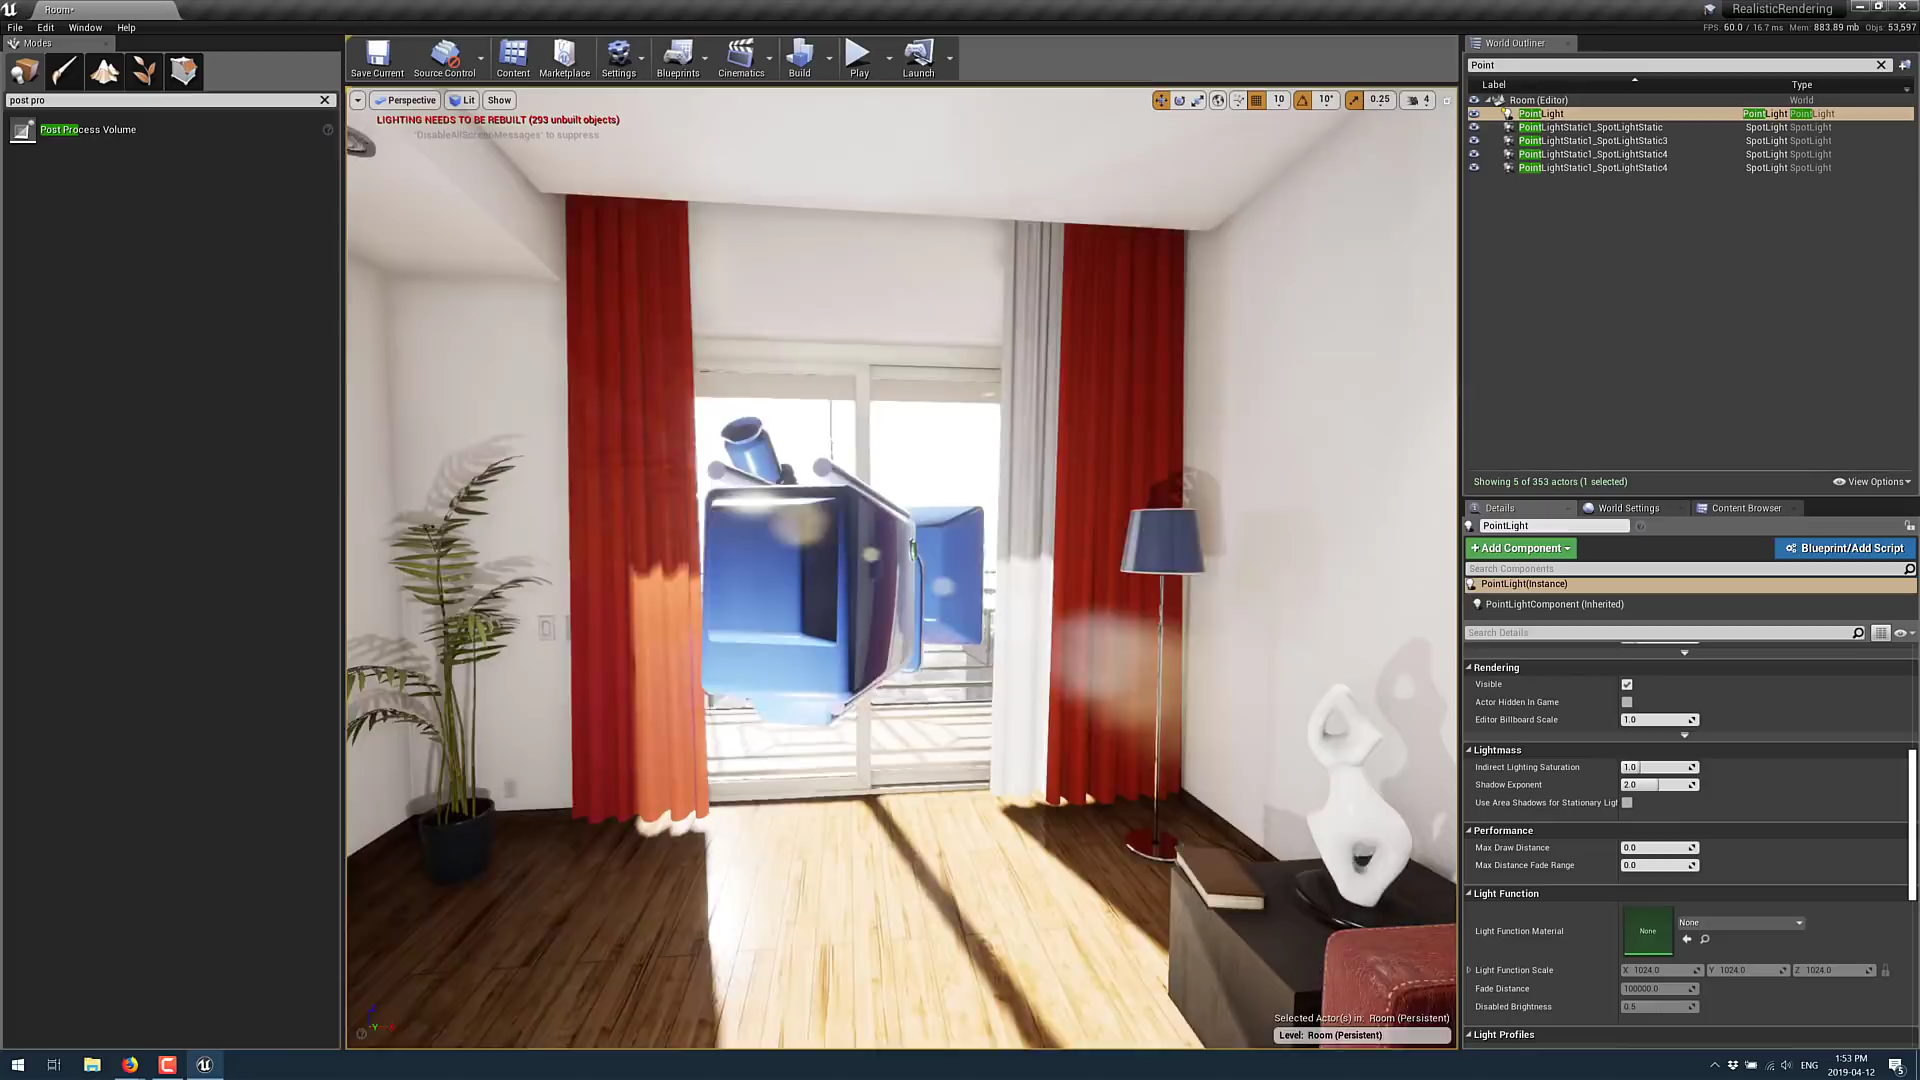 Room*
RealisticRendering
File Edit Window Help
FPS: 60.0 / 16.7 ms Mem: 883.89 mb Objs: 53,597
Modes
World Outliner
Save Current Source Control Content Marketplace Settings Blueprints Cinematics Build Play Launch
Point
Label Type
post pro
Perspective Lit Show 10 10° 0.25 4
Room (Editor) World
LIGHTING NEEDS TO BE REBUILT (293 unbuilt objects)
'DisableAllScreenMessages' to suppress
PointLight PointLight PointLight
Post Process Volume
PointLightStatic1_SpotLightStatic SpotLight SpotLight
PointLightStatic1_SpotLightStatic3 SpotLight SpotLight
PointLightStatic1_SpotLightStatic4 SpotLight SpotLight
PointLightStatic1_SpotLightStatic4 SpotLight SpotLight
Showing 5 of 353 actors (1 selected) View Options
Details World Settings Content Browser
PointLight
+Add Component Blueprint/Add Script
Search Components
PointLight(Instance)
PointLightComponent (Inherited)
Search Details
Rendering
Visible
Actor Hidden In Game
Editor Billboard Scale 1.0
Lightmass
Indirect Lighting Saturation 1.0
Shadow Exponent 2.0
Use Area Shadows for Stationary Ligh
Performance
Max Draw Distance 0.0
Max Distance Fade Range 0.0
Light Function
Light Function Material None None
Light Function Scale X 1024.0 Y 1024.0 Z 1024.0
Fade Distance 100000.0
Disabled Brightness 0.5
Light Profiles
Selected Actor(s) in: Room (Persistent)
Level: Room (Persistent)
ENG 1:53 PM
2019-04-12
5